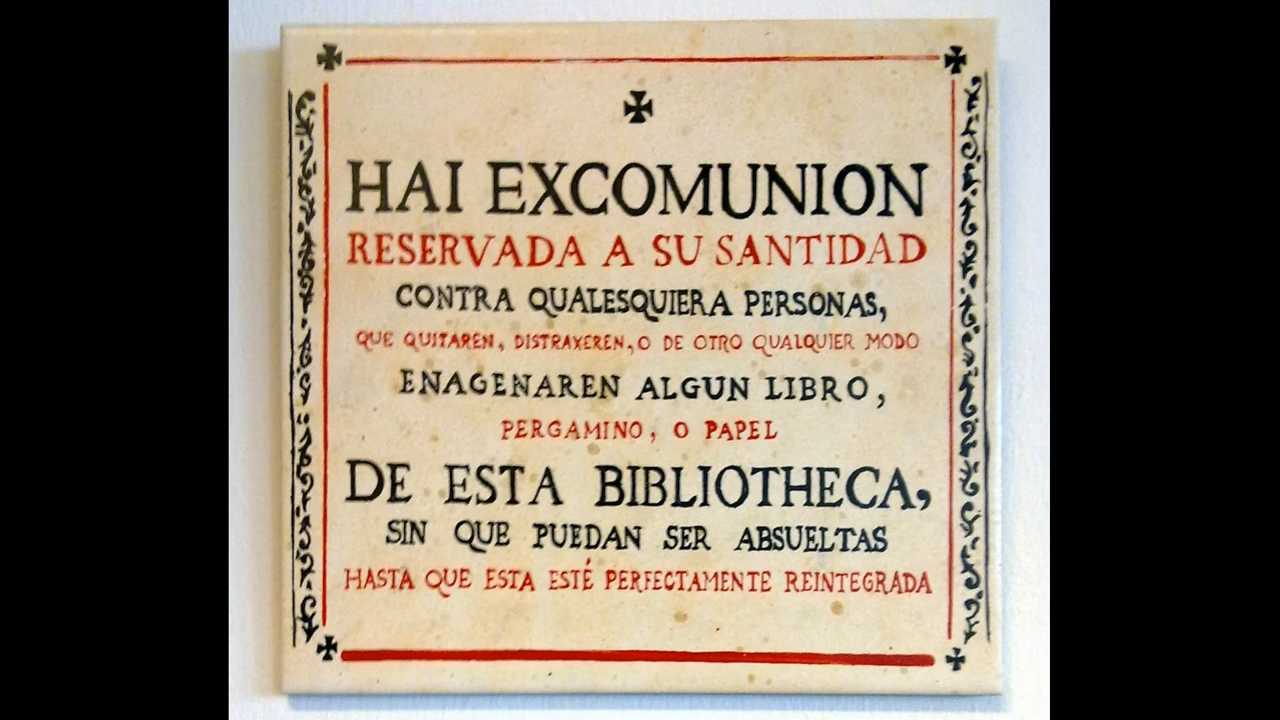 HAI EXCOMUNION
RESERVADA A SU SANTIDAD
CONTRA QUALESQUIERA PERSONAS,
QUE QUITAREN, DISTRAXEREN, O DE OTRO QUALQUIER MODO
ENAGENAREN ALGUN LIBRO,
PERGAMINO, O PAPEL
DE ESTA BIBLIOTHECA,
SIN QUE PUEDAN SER ABSUELTAS
HASTA QUE ESTA ESTÉ PERFECTAMENTE REINTEGRADA